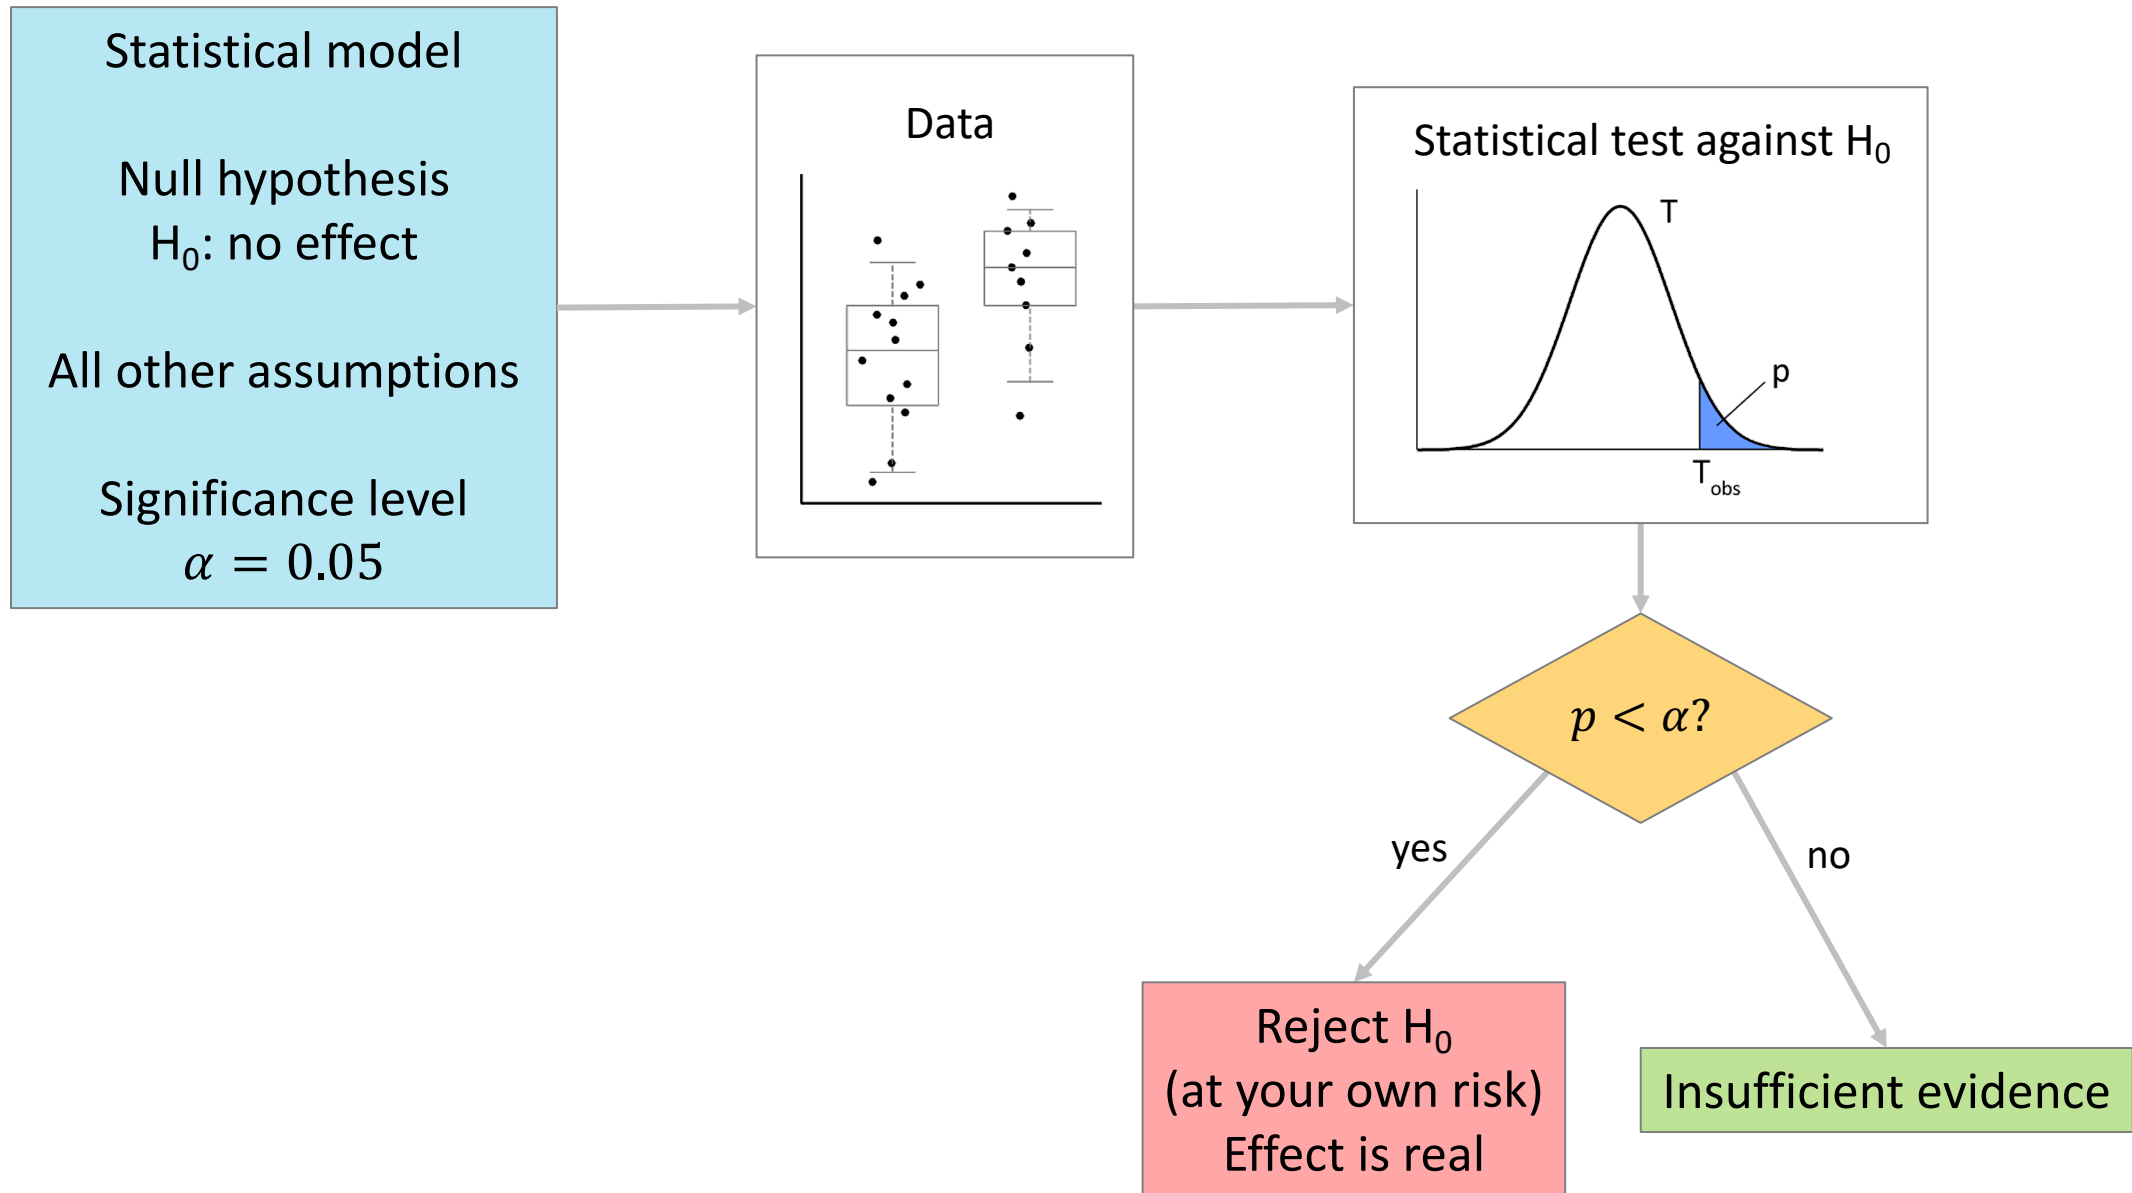 Statistical model
Null hypothesis
H₀: no effect
All other assumptions
Significance level
α = 0.05
Data
Statistical test against H₀
T
p
T_obs
p < α?
yes
no
Reject H₀
(at your own risk)
Effect is real
Insufficient evidence